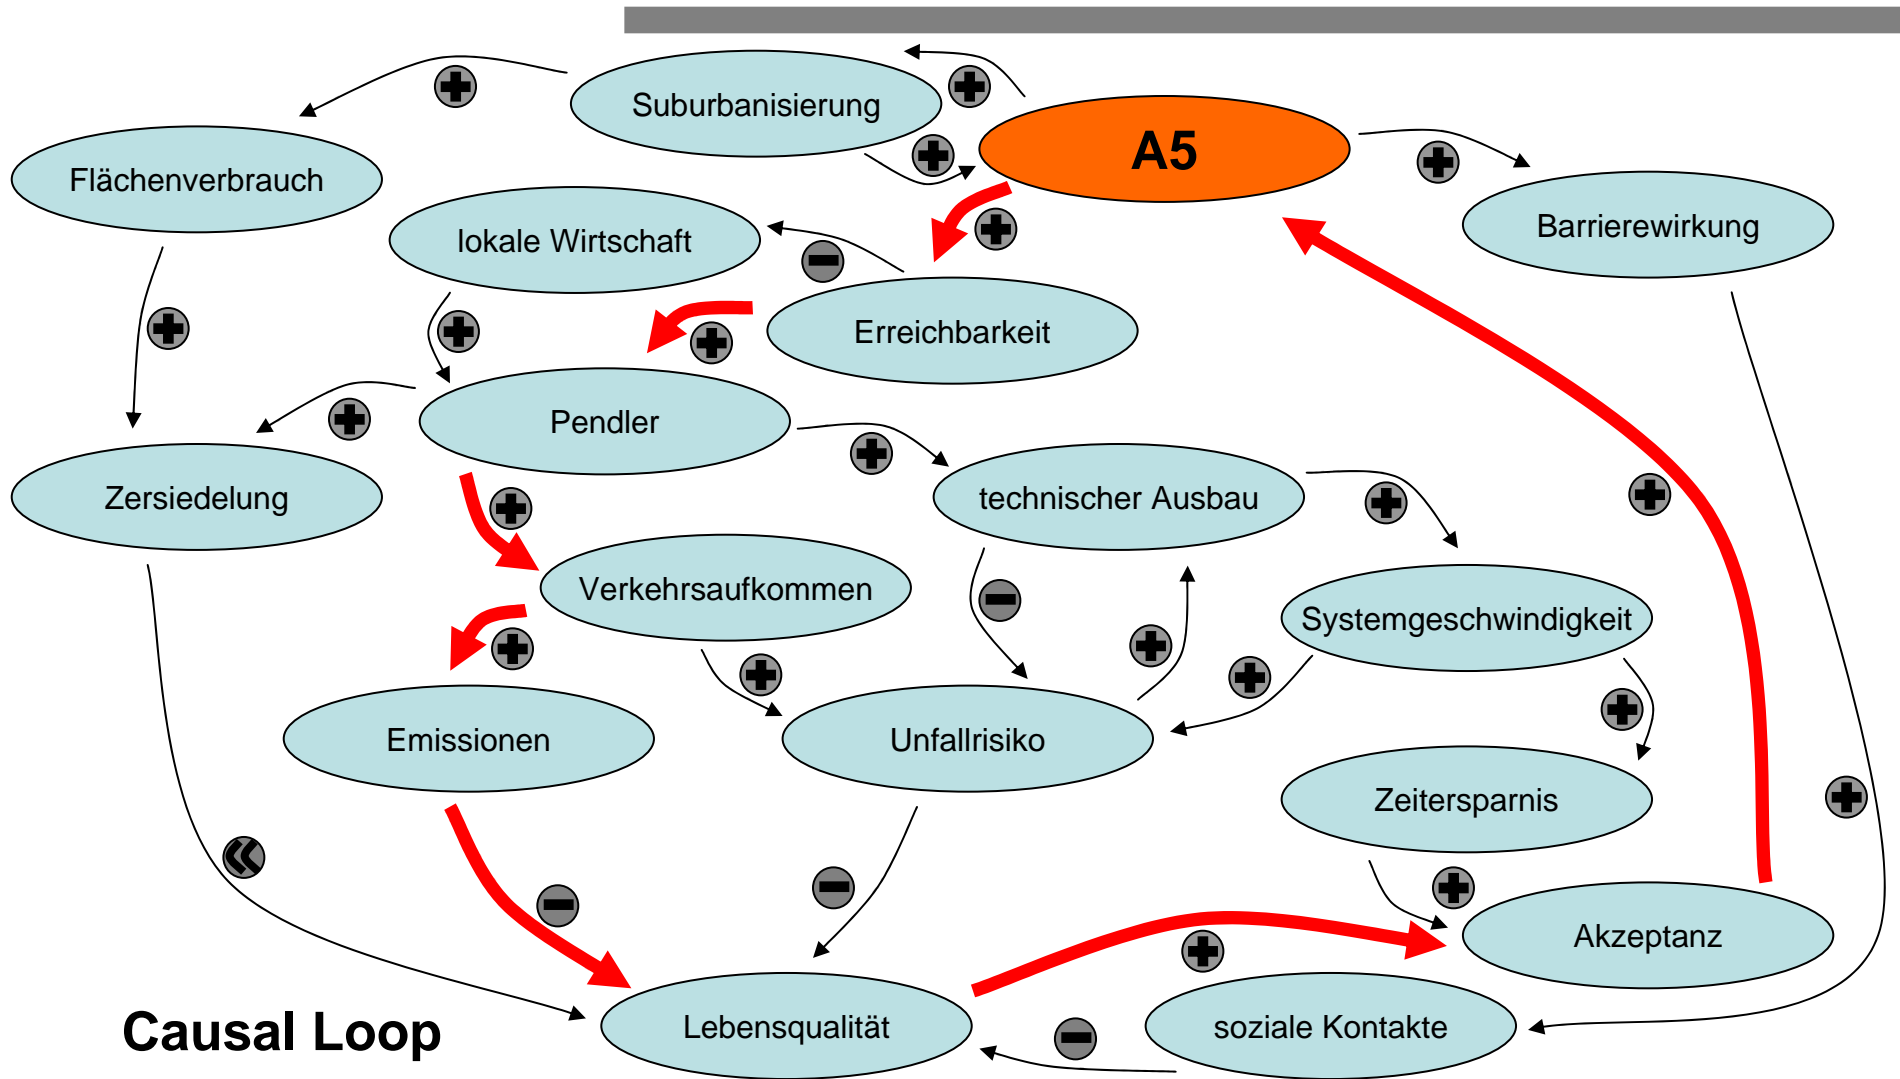 Suburbanisierung
A5
Flächenverbrauch
Barrierewirkung
lokale Wirtschaft
Erreichbarkeit
Pendler
Zersiedelung
technischer Ausbau
Verkehrsaufkommen
Systemgeschwindigkeit
Emissionen
Unfallrisiko
Zeitersparnis
Akzeptanz
Lebensqualität
soziale Kontakte
Causal Loop